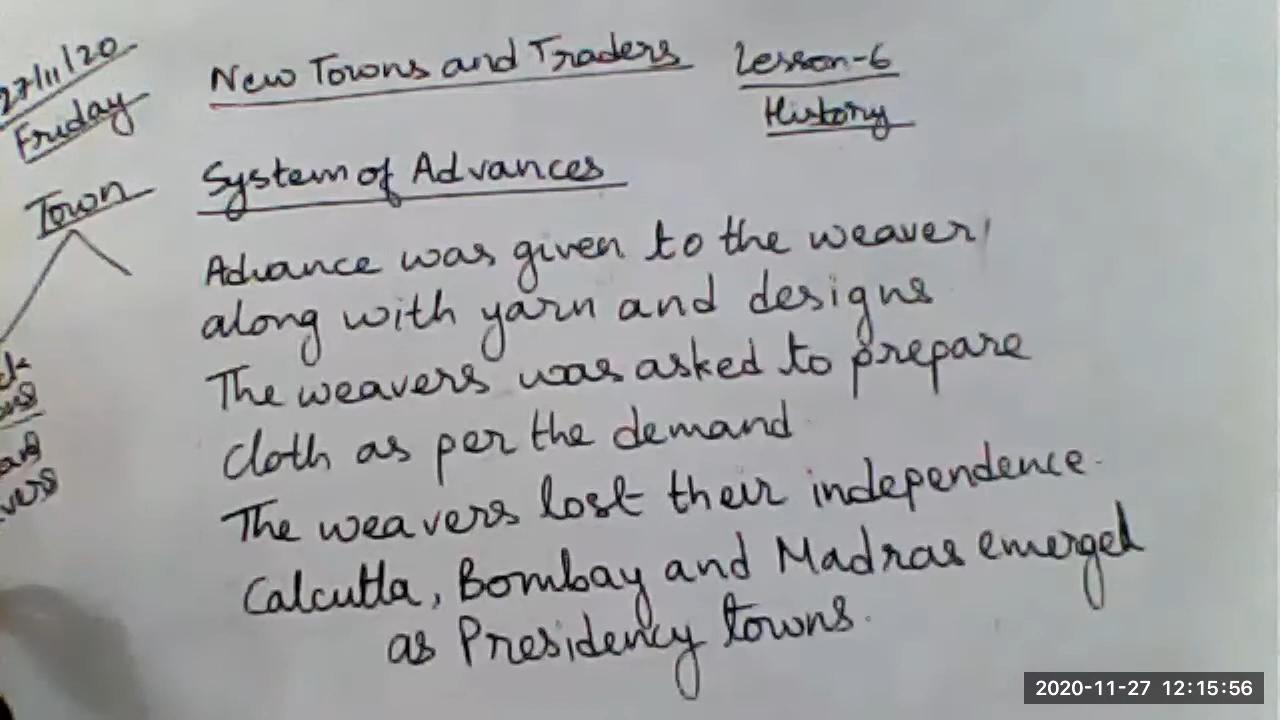 27/11/20
Friday
New Towns and Traders
Lesson-6
History
Town
System of Advances
Advance was given to the weaver
along with yarn and designs
The weavers was asked to prepare
cloth as per the demand
The weavers lost their independence.
Calcutta, Bombay and Madras emerged
as Presidency towns.
2020-11-27 12:15:56